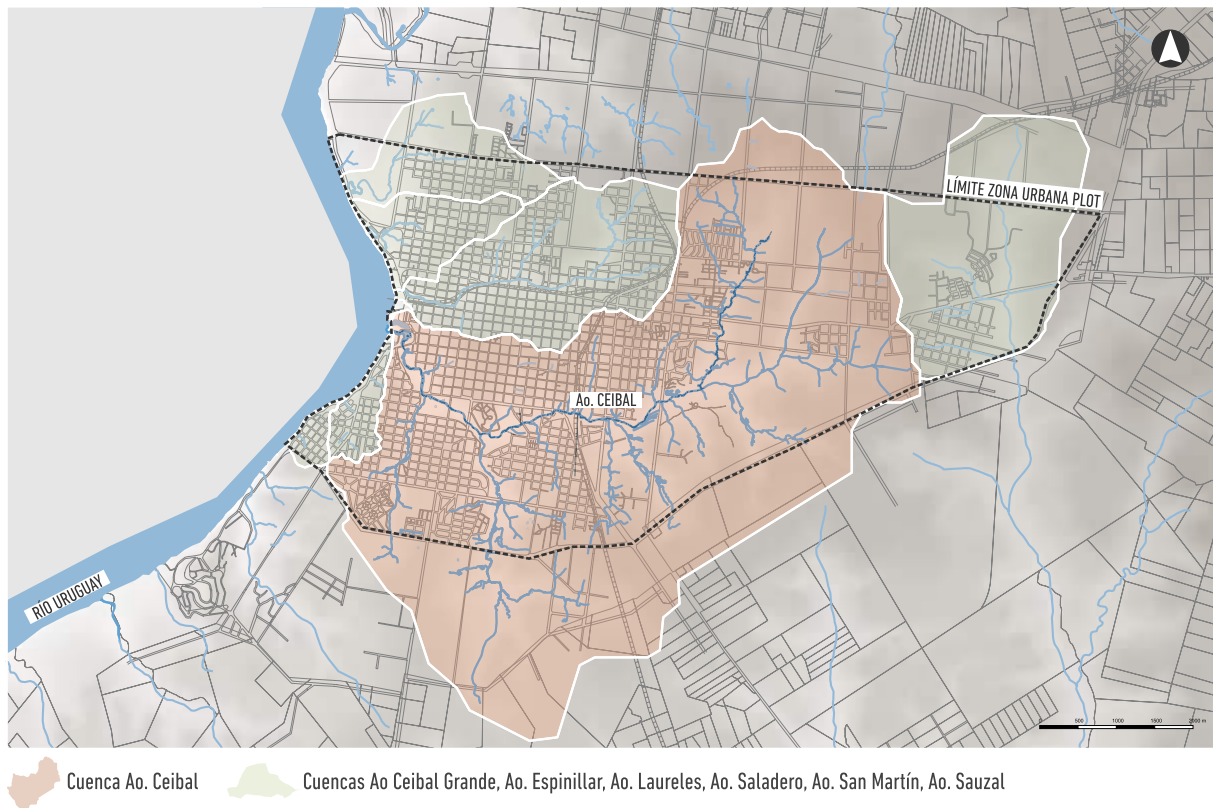 LÍMITE ZONA URBANA PLOT
Ao. CEIBAL
RÍO URUGUAY
0 500 1000 1500 2000 m
Cuenca Ao. Ceibal
Cuencas Ao Ceibal Grande, Ao. Espinillar, Ao. Laureles, Ao. Saladero, Ao. San Martín, Ao. Sauzal